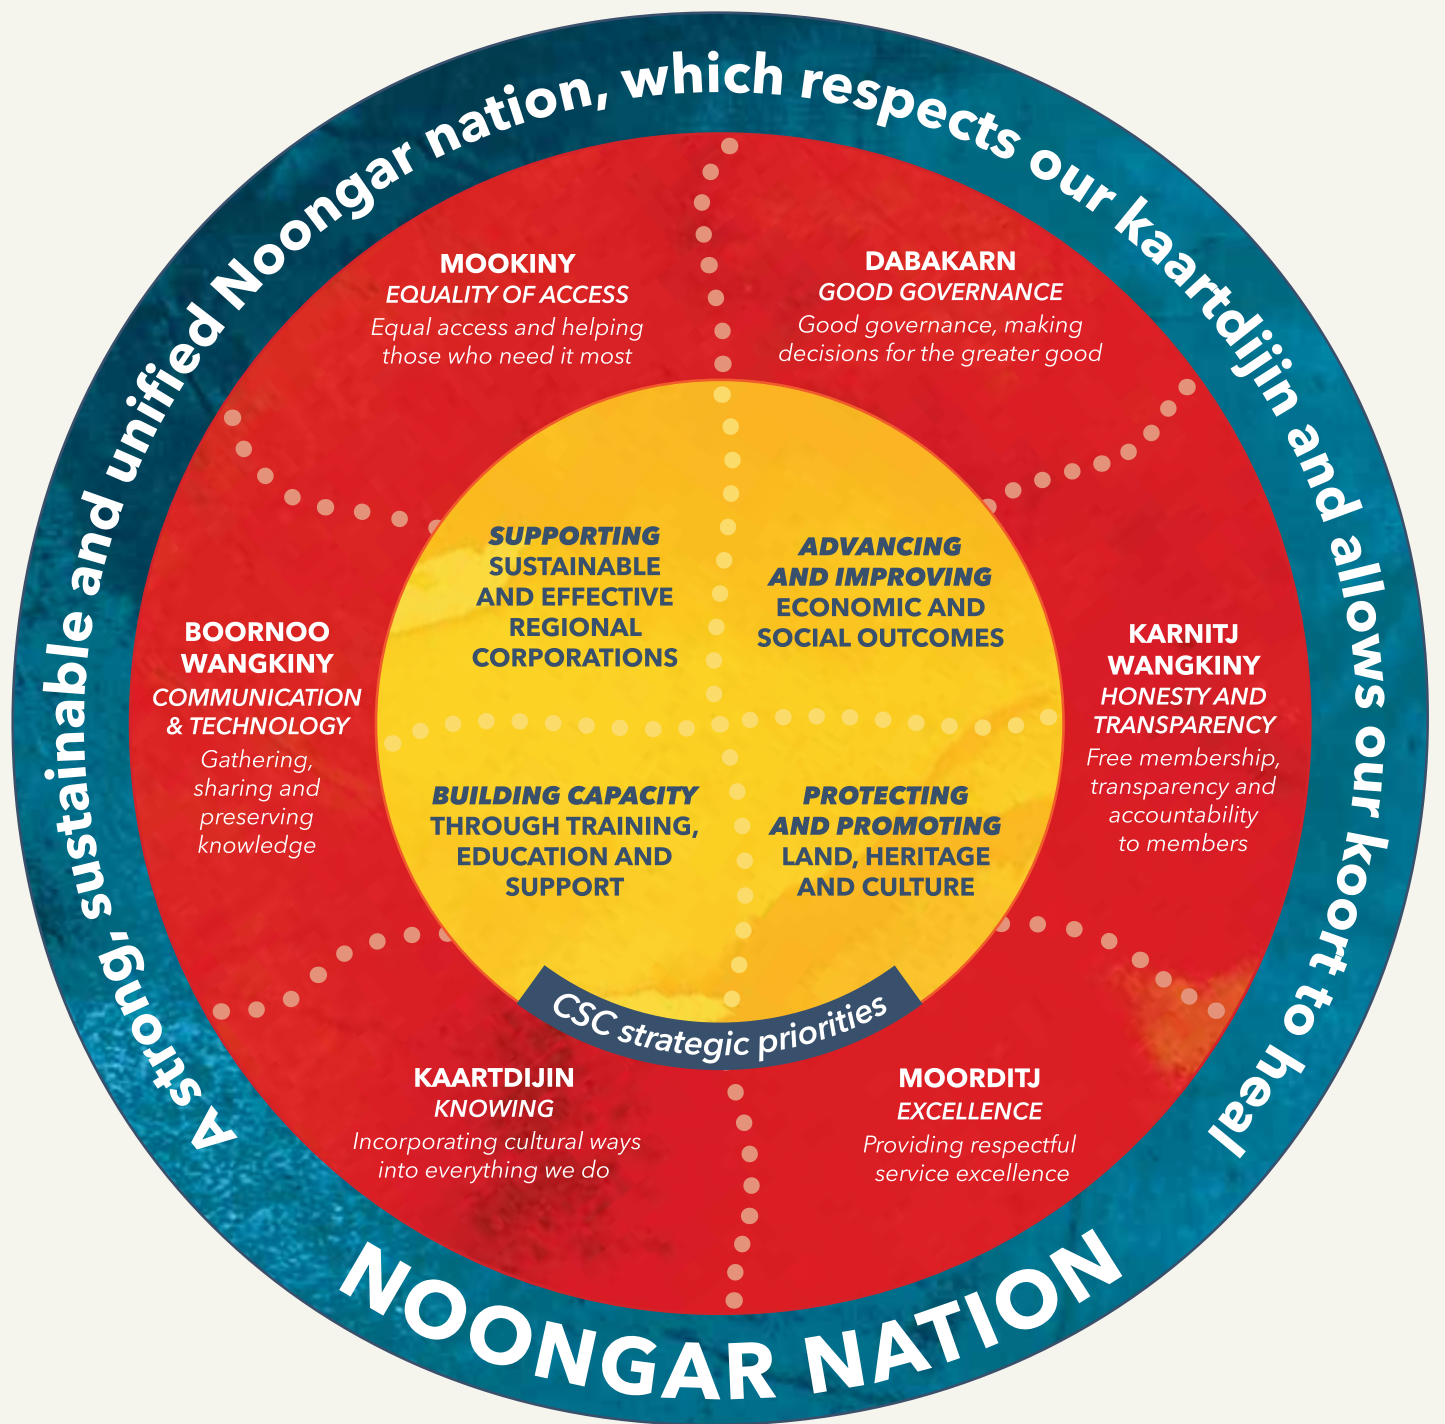 A strong, sustainable and unified Noongar nation, which respects our kaartdijin and allows our koort to heal
MOOKINY
EQUALITY OF ACCESS
Equal access and helping
those who need it most
DABAKARN
GOOD GOVERNANCE
Good governance, making
decisions for the greater good
BOORNOO
WANGKINY
COMMUNICATION
& TECHNOLOGY
Gathering,
sharing and
preserving
knowledge
SUPPORTING
SUSTAINABLE
AND EFFECTIVE
REGIONAL
CORPORATIONS
ADVANCING
AND IMPROVING
ECONOMIC AND
SOCIAL OUTCOMES
KARNITJ
WANGKINY
HONESTY AND
TRANSPARENCY
Free membership,
transparency and
accountability
to members
BUILDING CAPACITY
THROUGH TRAINING,
EDUCATION AND
SUPPORT
PROTECTING
AND PROMOTING
LAND, HERITAGE
AND CULTURE
CSC strategic priorities
KAARTDIJIN
KNOWING
Incorporating cultural ways
into everything we do
MOORDITJ
EXCELLENCE
Providing respectful
service excellence
NOONGAR NATION